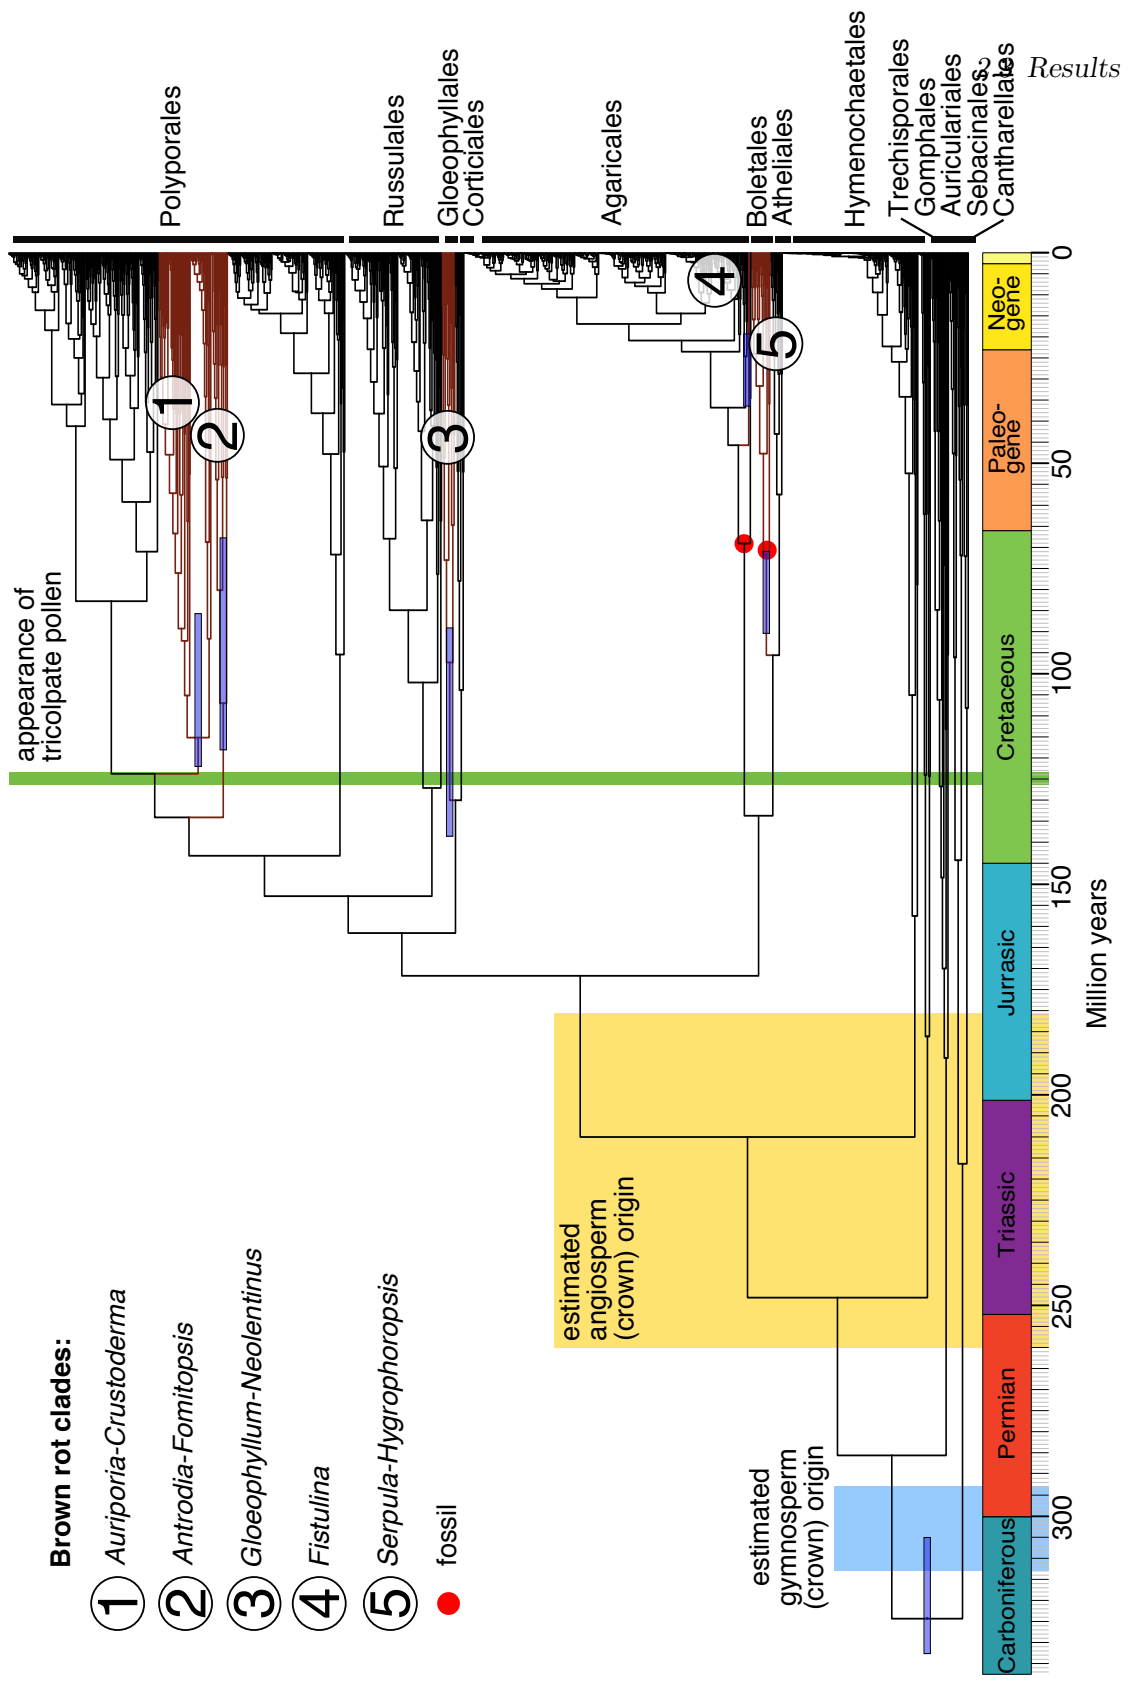 2.2 Results
Polyporales
Russulales
Gloeophyllales
Corticiales
Agaricales
Boletales
Atheliales
Hymenochaetales
Trechisporales
Gomphales
Auriculariales
Sebacinales
Cantharellales
appearance of
tricolpate pollen
1
2
3
4
5
estimated
angiosperm
(crown) origin
estimated
gymnosperm
(crown) origin
Brown rot clades:
1 Auriporia-Crustoderma
2 Antrodia-Fomitopsis
3 Gloeophyllum-Neolentinus
4 Fistulina
5 Serpula-Hygrophoropsis
fossil
Carboniferous
Permian
Triassic
Jurrasic
Cretaceous
Paleo-
gene
Neo-
gene
300
250
200
150
100
50
0
Million years